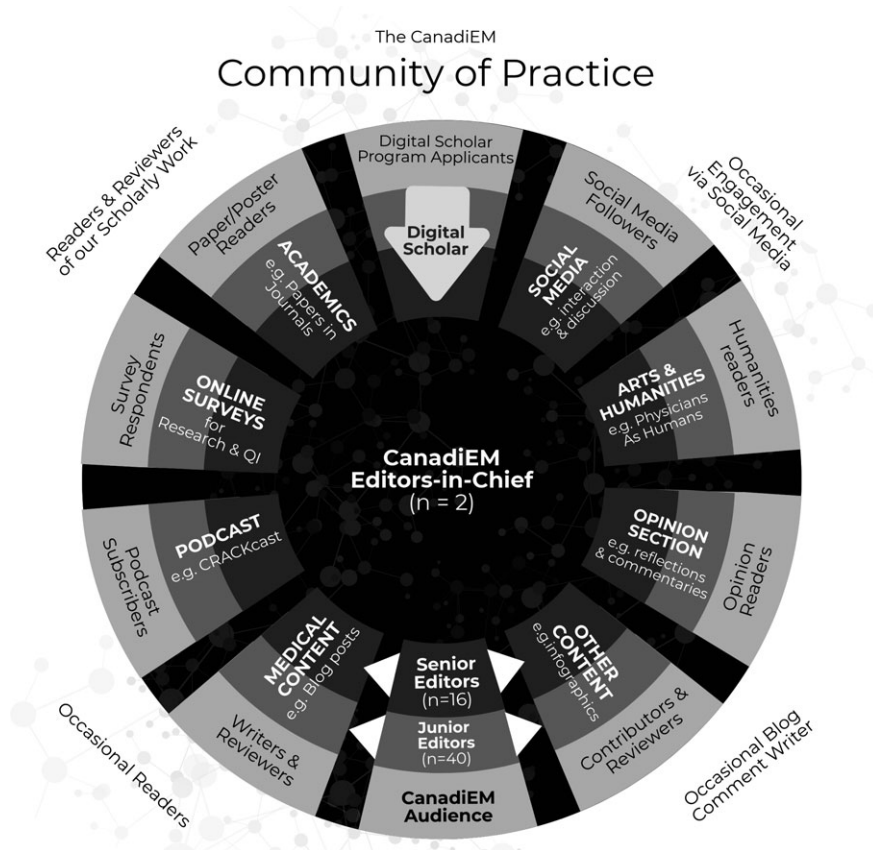 The CanadiEM
Community of Practice
Digital Scholar
Program Applicants
Digital
Scholar
Social Media
Followers
SOCIAL
MEDIA
e.g. interaction
& discussion
Occasional
Engagement
via Social Media
Humanities
readers
ARTS &
HUMANITIES
e.g. Physicians
As Humans
Opinion
Readers
OPINION
SECTION
e.g. reflections
& commentaries
Contributors &
Reviewers
OTHER
CONTENT
e.g.infographics
Occasional Blog
Comment Writer
CanadiEM
Editors-in-Chief
(n = 2)
Senior
Editors
(n=16)
Junior
Editors
(n=40)
CanadiEM
Audience
Writers &
Reviewers
MEDICAL
CONTENT
e.g. Blog posts
Occasional Readers
Podcast
Subscribers
PODCAST
e.g. CRACKcast
Survey
Respondents
ONLINE
SURVEYS
for
Research & QI
Paper/Poster
Readers
ACADEMICS
e.g. Papers in
Journals
Readers & Reviewers
of our Scholarly Work